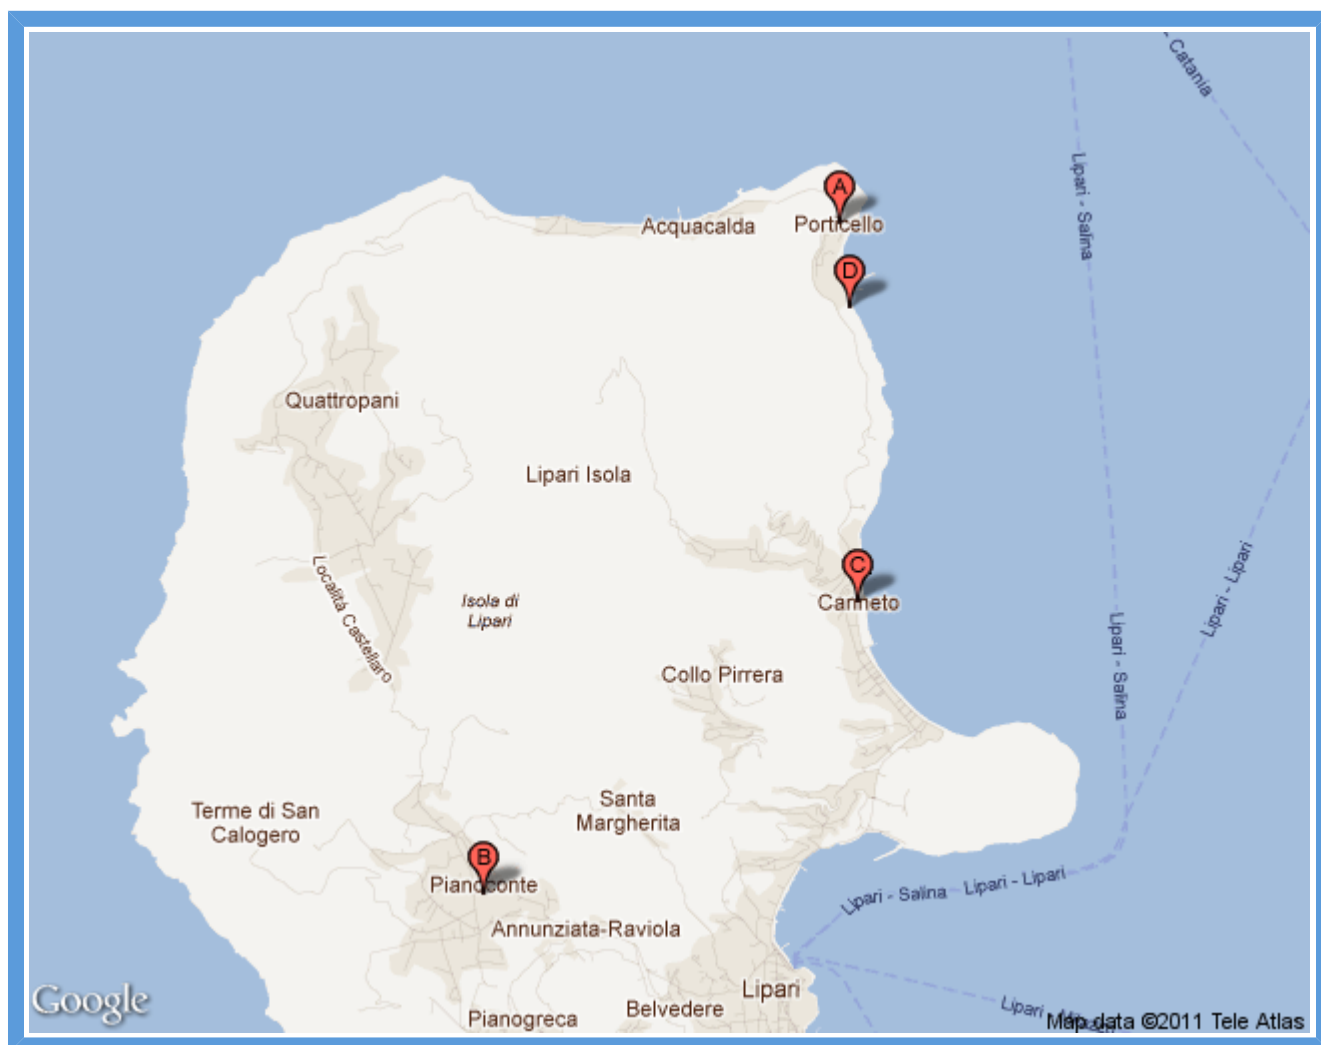 Catania
Lipari - Salina
A
Acquacalda
Porticello
D
Quattropani
Lipari Isola
Località Castellaro
Isola di
Lipari
C
Canneto
Lipari - Lipari
Lipari - Salina
Collo Pirrera
Terme di San
Calogero
Santa
Margherita
B
Pianoconte
Lipari - Salina
Lipari - Lipari
Annunziata-Raviola
Lipari
Belvedere
Pianogreca
Lipari -
Google
Map data ©2011 Tele Atlas